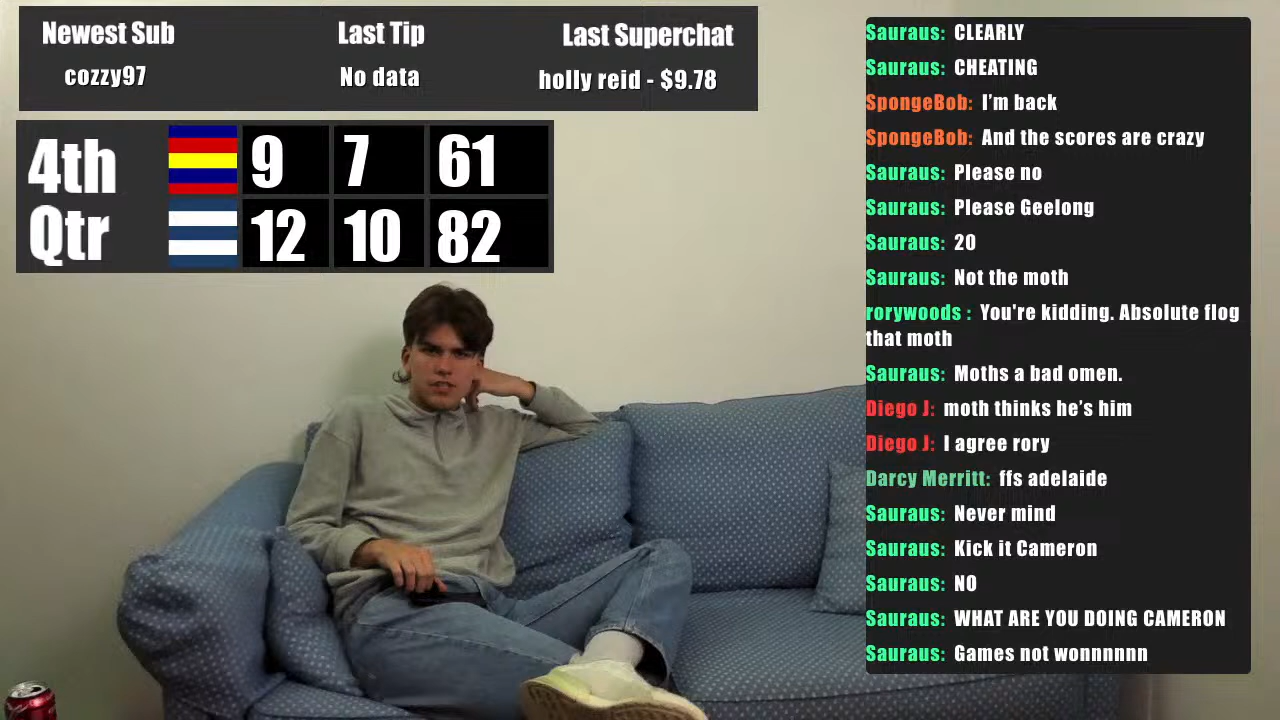 Newest Sub
Last Tip
Last Superchat
cozzy97
No data
holly reid - $9.78
4th
Qtr
9 7 61
12 10 82
Sauraus: CLEARLY
Sauraus: CHEATING
SpongeBob: I'm back
SpongeBob: And the scores are crazy
Sauraus: Please no
Sauraus: Please Geelong
Sauraus: 20
Sauraus: Not the moth
rorywoods : You're kidding. Absolute flog
that moth
Sauraus: Moths a bad omen.
Diego J: moth thinks he's him
Diego J: I agree rory
Darcy Merritt: ffs adelaide
Sauraus: Never mind
Sauraus: Kick it Cameron
Sauraus: NO
Sauraus: WHAT ARE YOU DOING CAMERON
Sauraus: Games not wonnnnnn